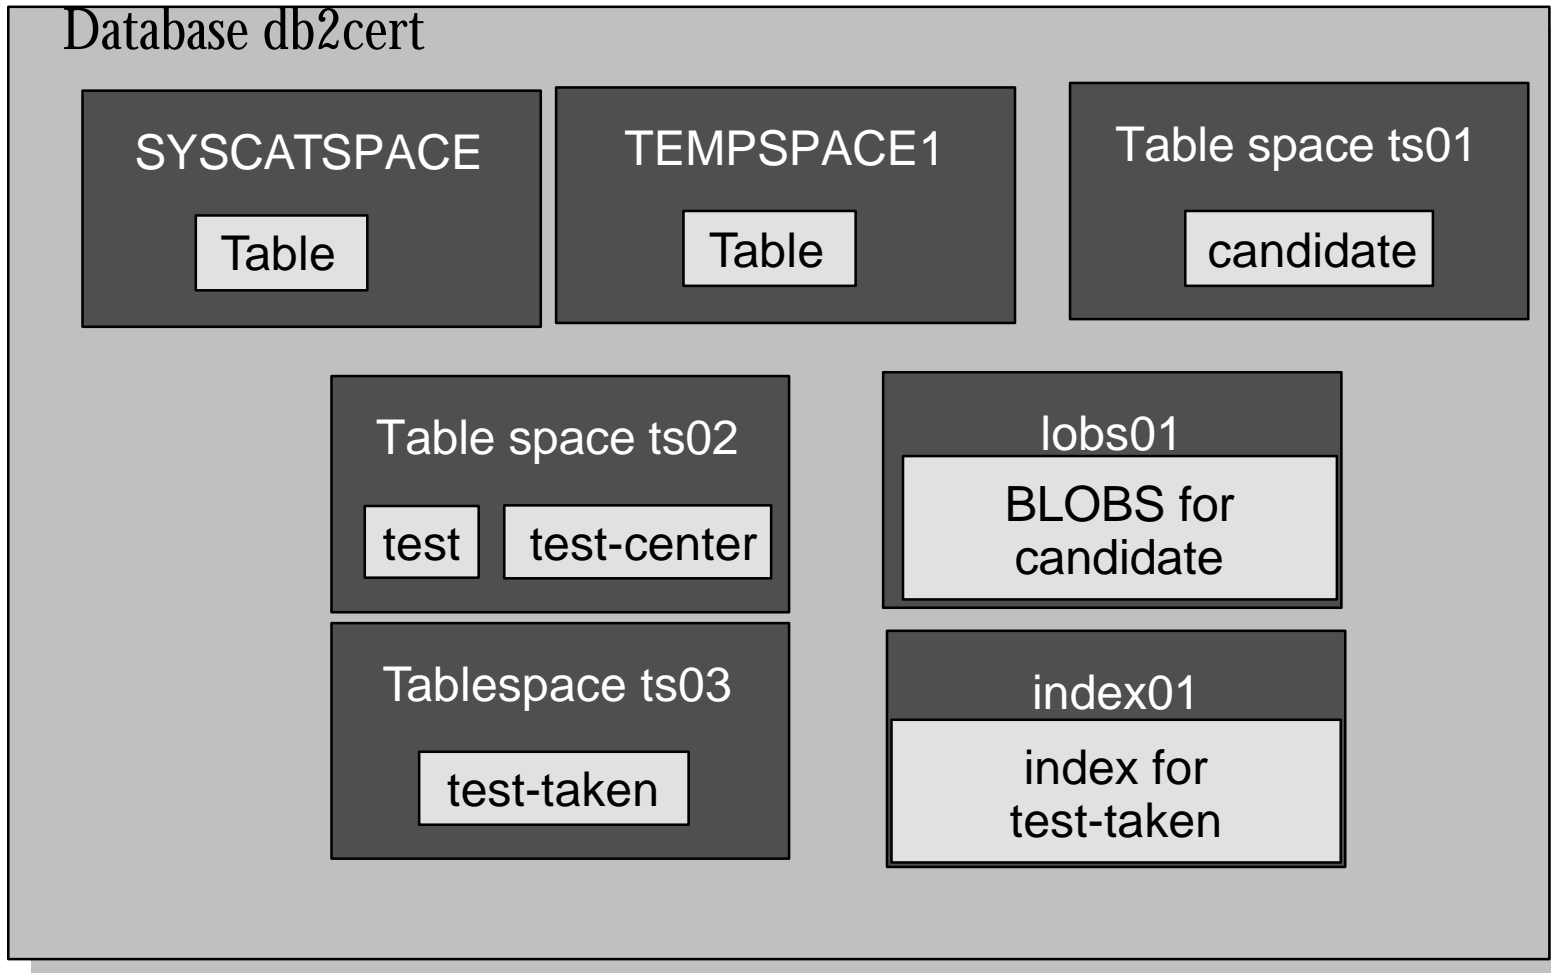 Database db2cert
SYSCATSPACE
Table
TEMPSPACE1
Table
Table space ts01
candidate
Table space ts02
test
test-center
lobs01
BLOBS for
candidate
Tablespace ts03
test-taken
index01
index for
test-taken